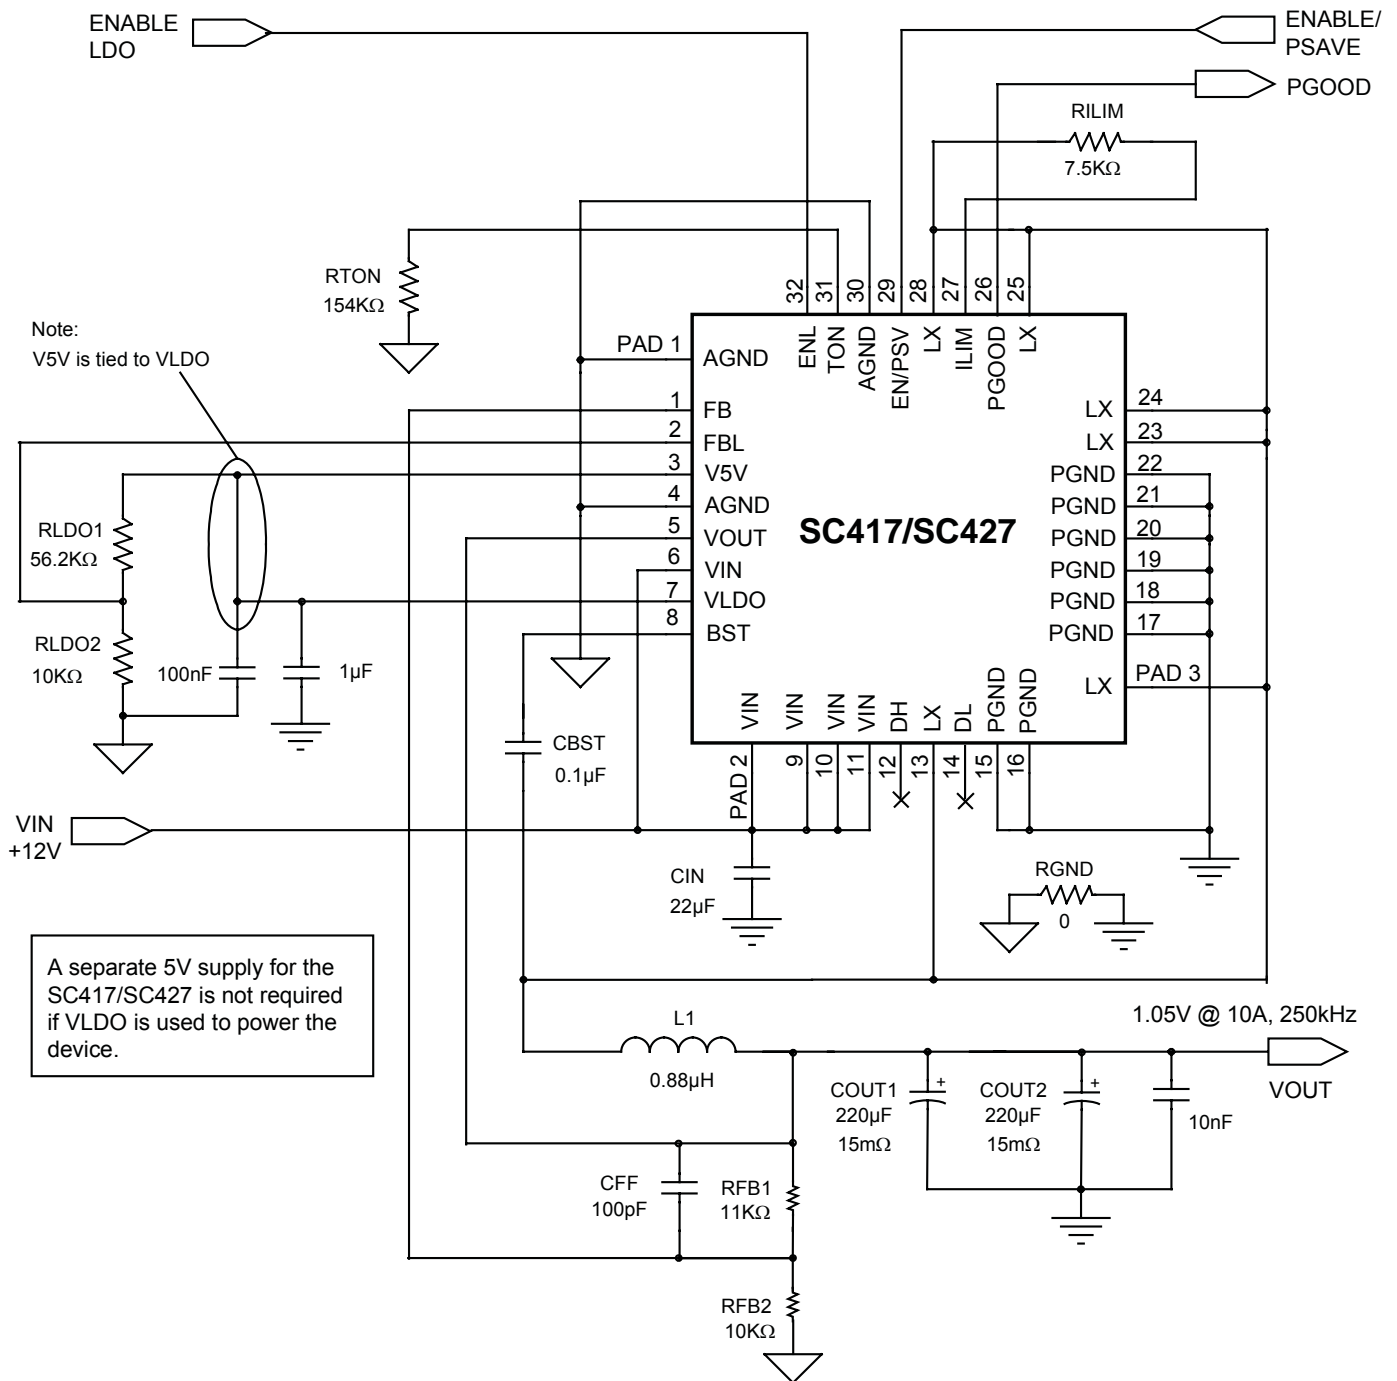 ENABLE
LDO
ENABLE/
PSAVE
PGOOD
RILIM
7.5KΩ
RTON
154KΩ
Note:
V5V is tied to VLDO
32
31
30
29
28
27
26
25
ENL
TON
AGND
EN/PSV
LX
ILIM
PGOOD
LX
PAD 1
AGND
1
FB
2
FBL
3
V5V
4
AGND
5
VOUT
6
VIN
7
VLDO
8
BST
SC417/SC427
LX
24
LX
23
PGND
22
PGND
21
PGND
20
PGND
19
PGND
18
PGND
17
LX
PAD 3
VIN
VIN
VIN
VIN
DH
LX
DL
PGND
PGND
PAD 2
9
10
11
12
13
14
15
16
RLDO1
56.2KΩ
RLDO2
10KΩ
100nF
1µF
CBST
0.1µF
VIN
+12V
CIN
22µF
RGND
0
A separate 5V supply for the
SC417/SC427 is not required
if VLDO is used to power the
device.
L1
0.88µH
1.05V @ 10A, 250kHz
VOUT
COUT1
220µF
15mΩ
+
COUT2
220µF
15mΩ
+
10nF
CFF
100pF
RFB1
11KΩ
RFB2
10KΩ